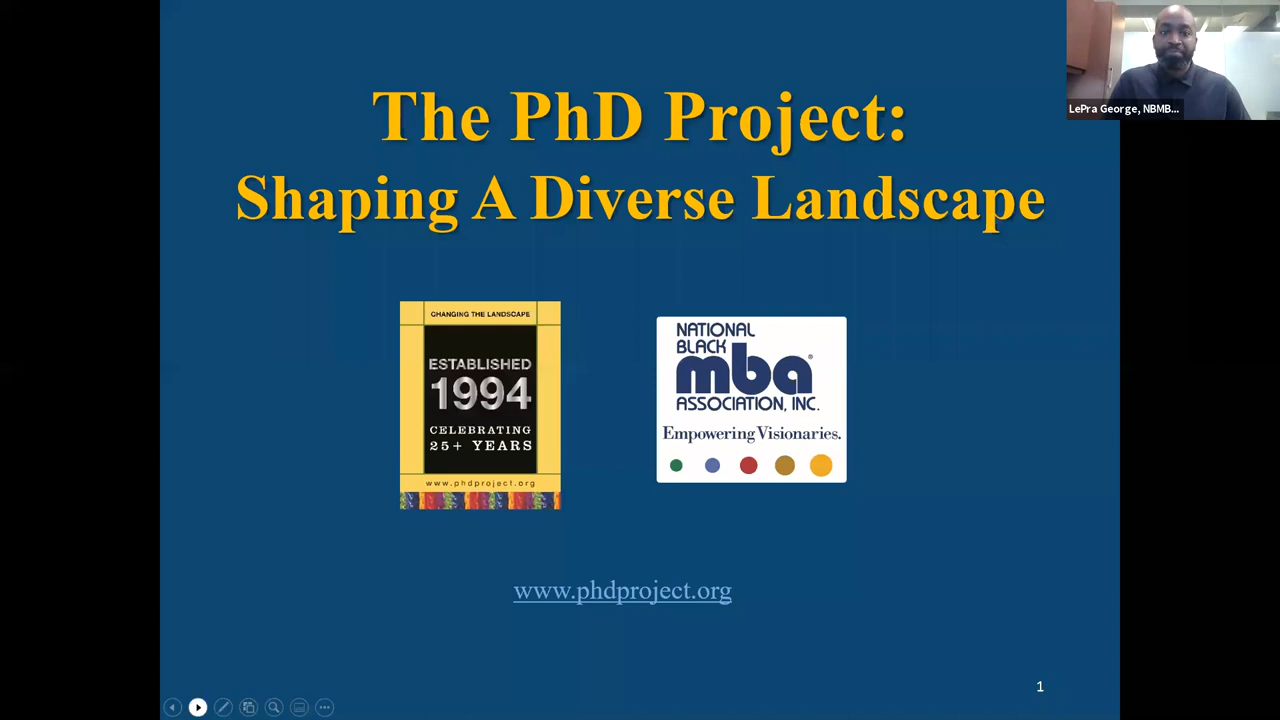 The PhD Project:
Shaping A Diverse Landscape
LePra George, NBMB...
CHANGING THE LANDSCAPE
ESTABLISHED
1994
CELEBRATING
25+ YEARS
www.phdproject.org
NATIONAL
BLACK
mba®
ASSOCIATION, INC.
Empowering Visionaries.
www.phdproject.org
1